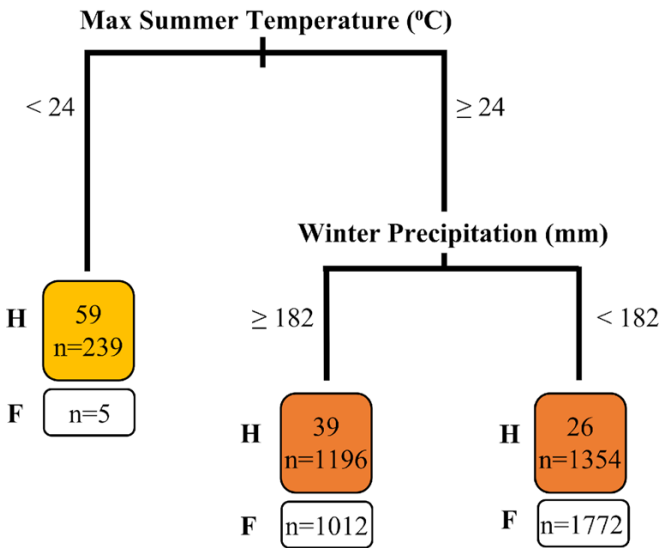 Max Summer Temperature (⁰C)
< 24
≥ 24
Winter Precipitation (mm)
≥ 182
< 182
H
59
n=239
F
n=5
H
39
n=1196
F
n=1012
H
26
n=1354
F
n=1772